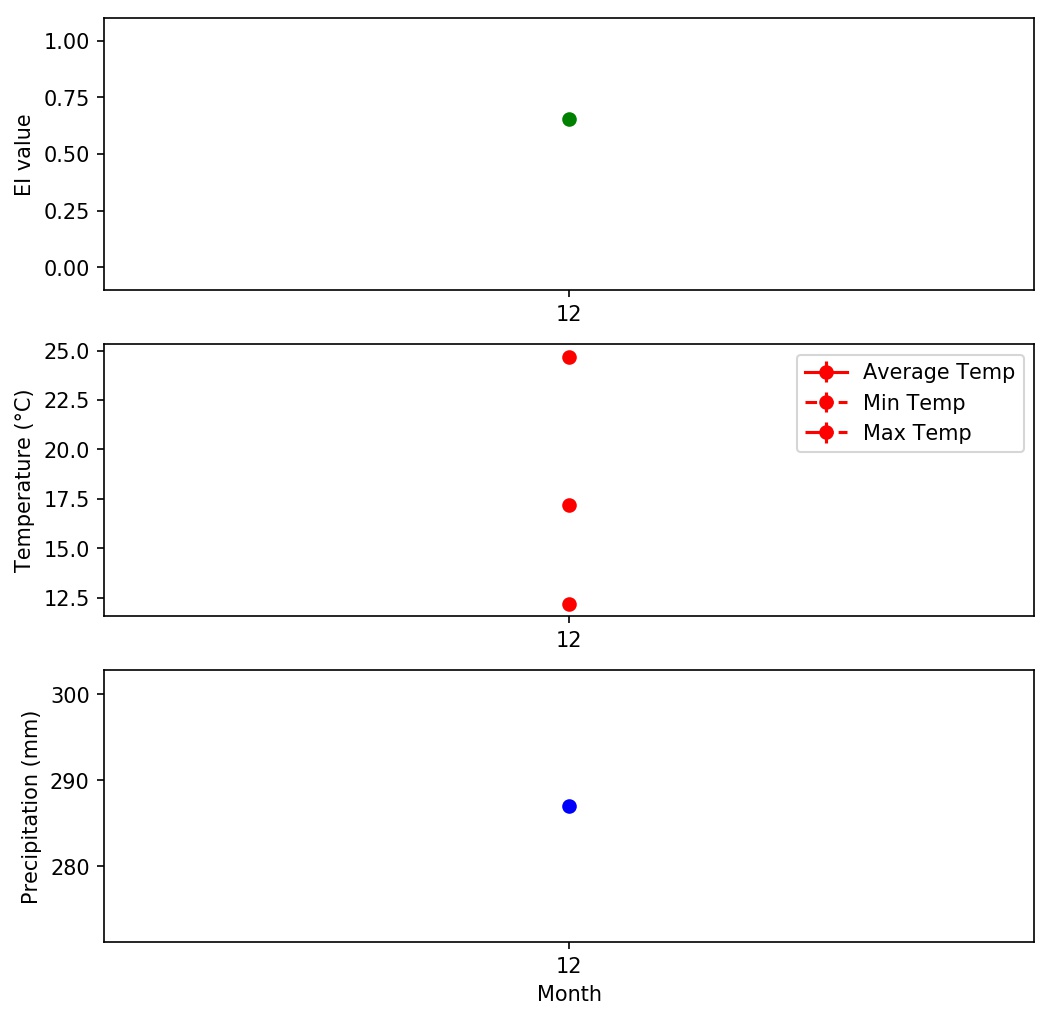 1.00
0.75
0.50
0.25
0.00
EI value
12
25.0
22.5
20.0
17.5
15.0
12.5
Temperature (°C)
Average Temp
Min Temp
Max Temp
12
300
290
280
Precipitation (mm)
12
Month